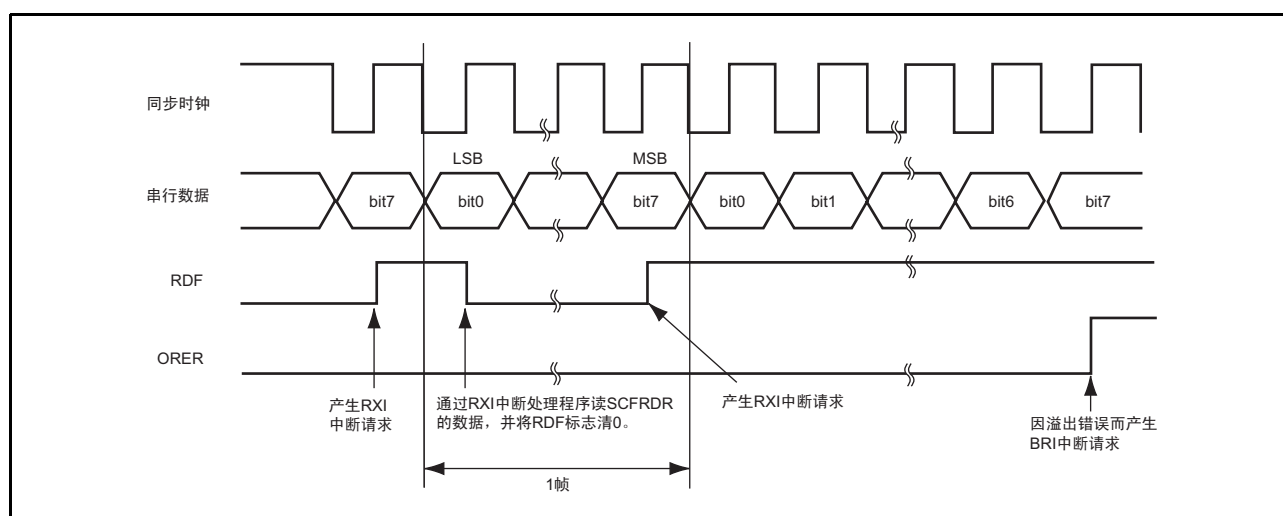 同步时钟
LSB
MSB
串行数据
bit7
bit0
bit7
bit0
bit1
bit6
bit7
RDF
ORER
产生RXI
中断请求
通过RXI中断处理程序读SCFRDR
的数据，并将RDF标志清0。
产生RXI中断请求
因溢出错误而产生
BRI中断请求
1帧